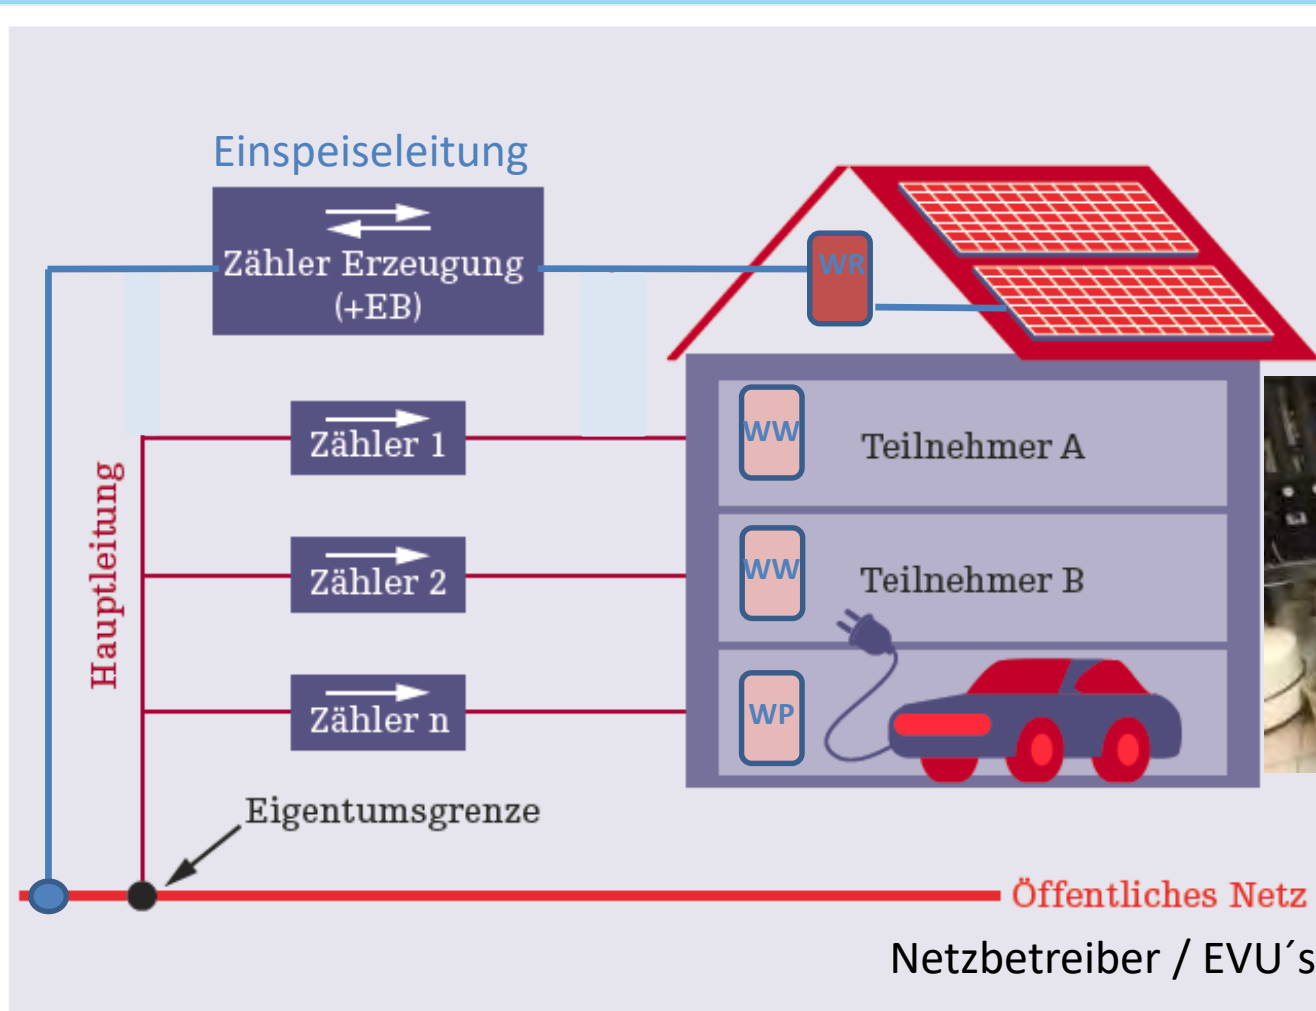 Einspeiseleitung
Zähler Erzeugung
(+EB)
WR
Zähler 1
WW
Teilnehmer A
Hauptleitung
Zähler 2
WW
Teilnehmer B
Zähler n
WP
Eigentumsgrenze
Öffentliches Netz
Netzbetreiber / EVU´s